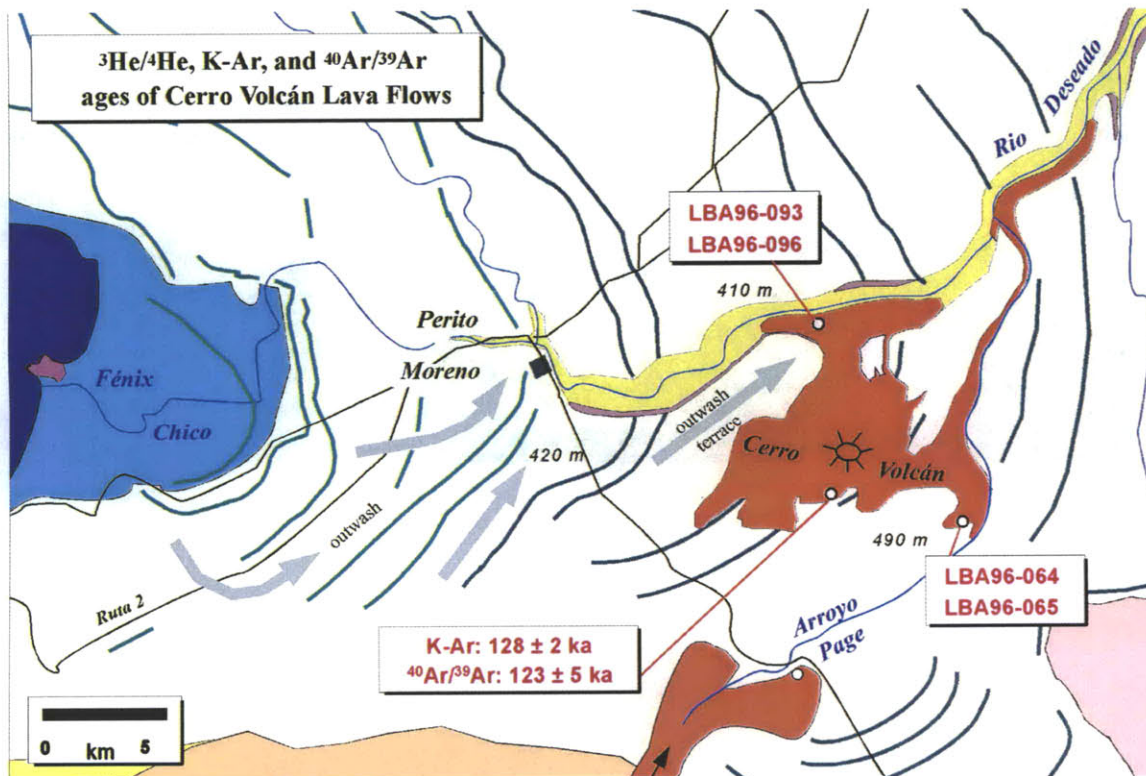 ³He/⁴He, K-Ar, and ⁴⁰Ar/³⁹Ar
ages of Cerro Volcán Lava Flows
Rio Deseado
LBA96-093
LBA96-096
410 m
Perito
Moreno
Fénix
Chico
outwash
terrace
420 m
Cerro Volcán
outwash
490 m
LBA96-064
LBA96-065
Ruta 2
Arroyo
Page
K-Ar: 128 ± 2 ka
⁴⁰Ar/³⁹Ar: 123 ± 5 ka
0 km 5